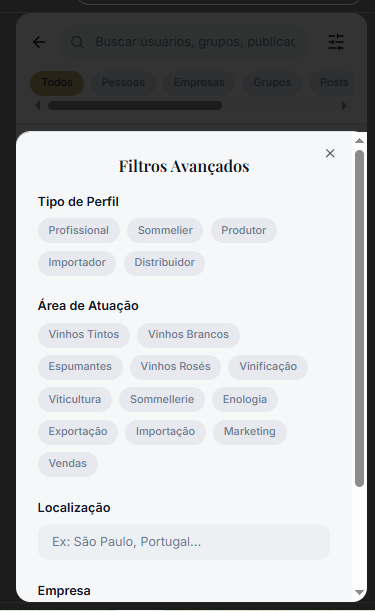 Buscar usuários, grupos, publicaç
Todos Pessoas Empresas Grupos Posts
Filtros Avançados
Tipo de Perfil
Profissional Sommelier Produtor
Importador Distribuidor
Área de Atuação
Vinhos Tintos Vinhos Brancos
Espumantes Vinhos Rosés Vinificação
Viticultura Sommellerie Enologia
Exportação Importação Marketing
Vendas
Localização
Ex: São Paulo, Portugal...
Empresa